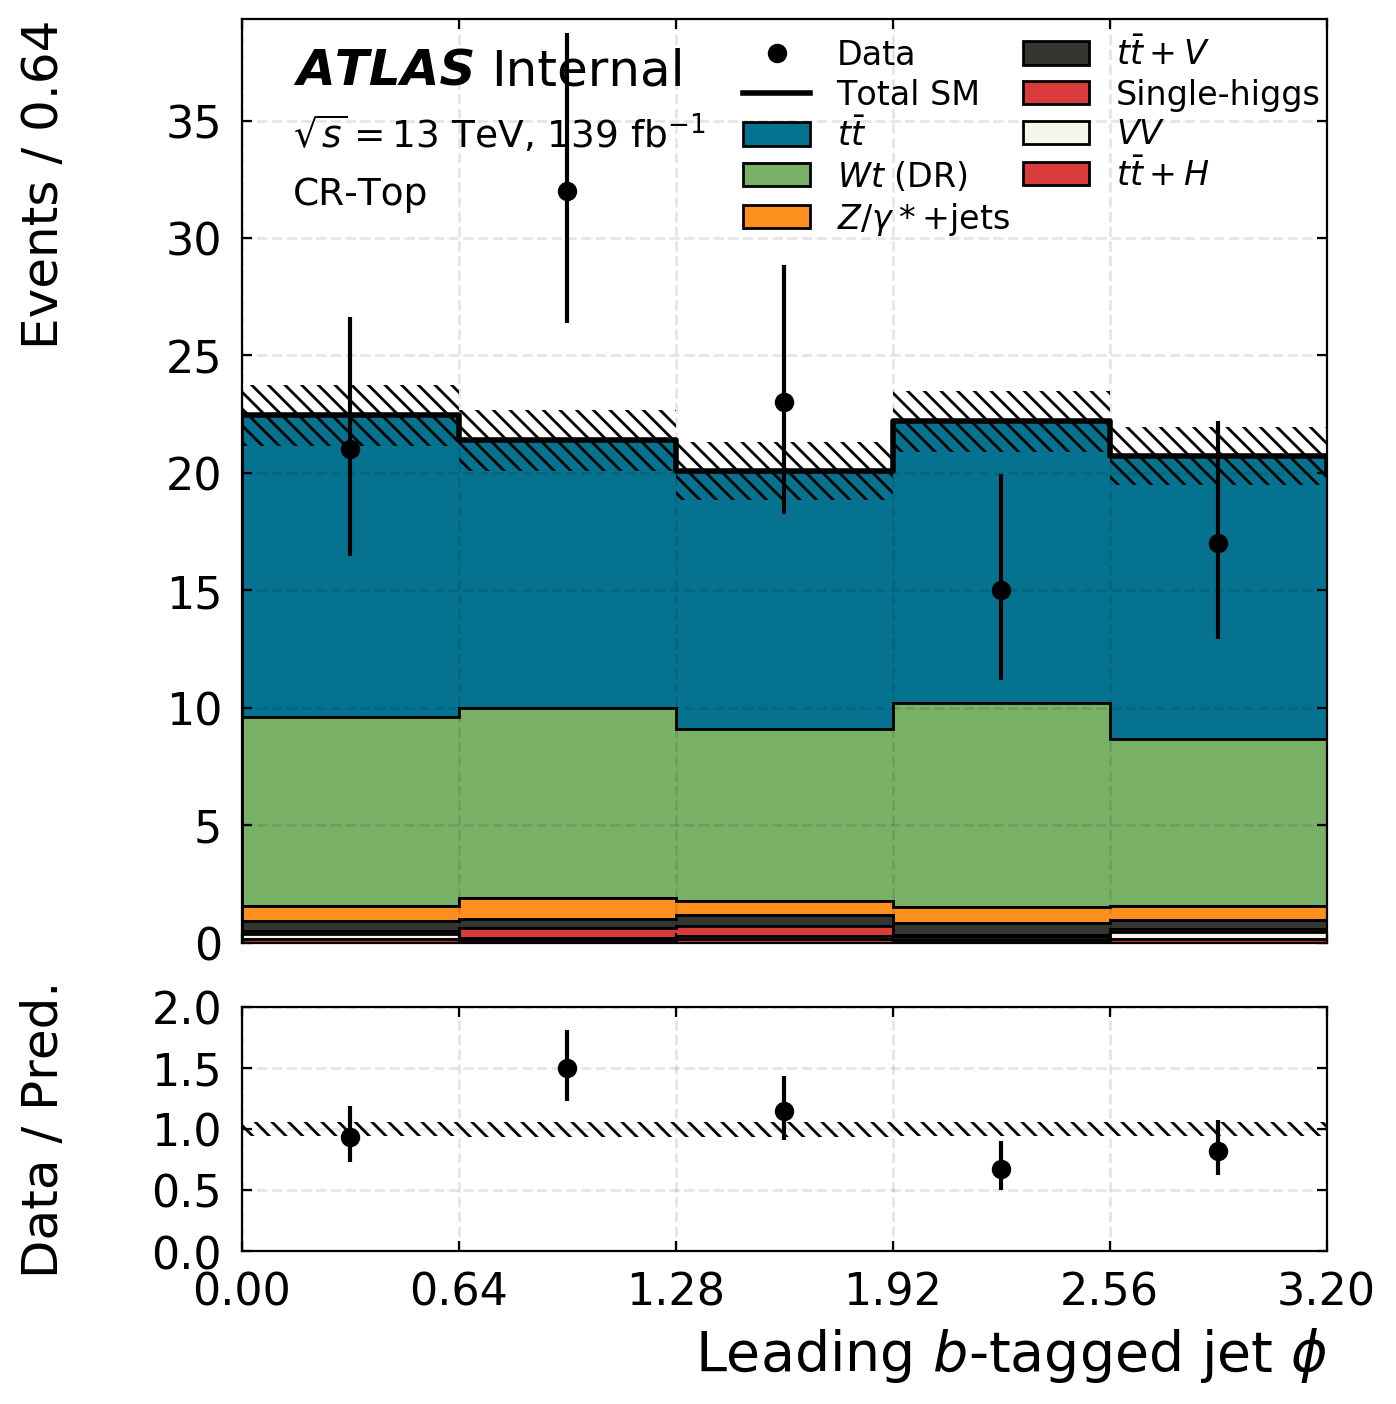 Events / 0.64
ATLAS Internal
√s = 13 TeV, 139 fb⁻¹
CR-Top
Data
Total SM
tt̄
Wt (DR)
Z/γ*+jets
tt̄ + V
Single-higgs
VV
tt̄ + H
35
30
25
20
15
10
5
0
Data / Pred.
2.0
1.5
1.0
0.5
0.0
0.00 0.64 1.28 1.92 2.56 3.20
Leading b-tagged jet ϕ